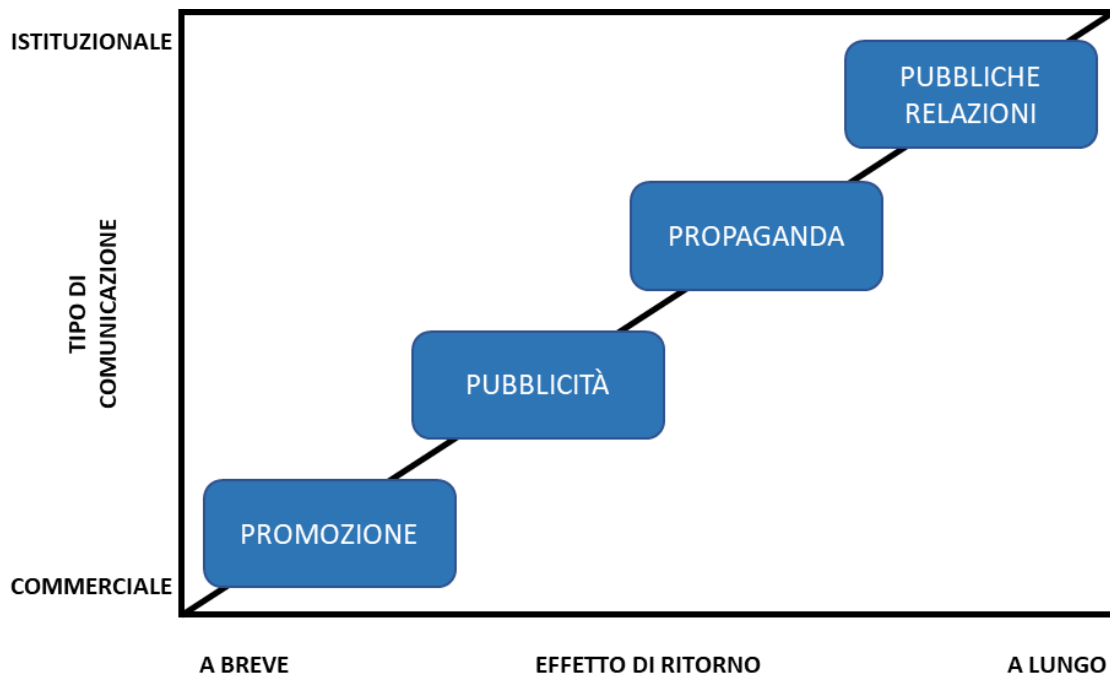 ISTITUZIONALE
PUBBLICHE
RELAZIONI
PROPAGANDA
TIPO DI
COMUNICAZIONE
PUBBLICITÀ
PROMOZIONE
COMMERCIALE
A BREVE
EFFETTO DI RITORNO
A LUNGO